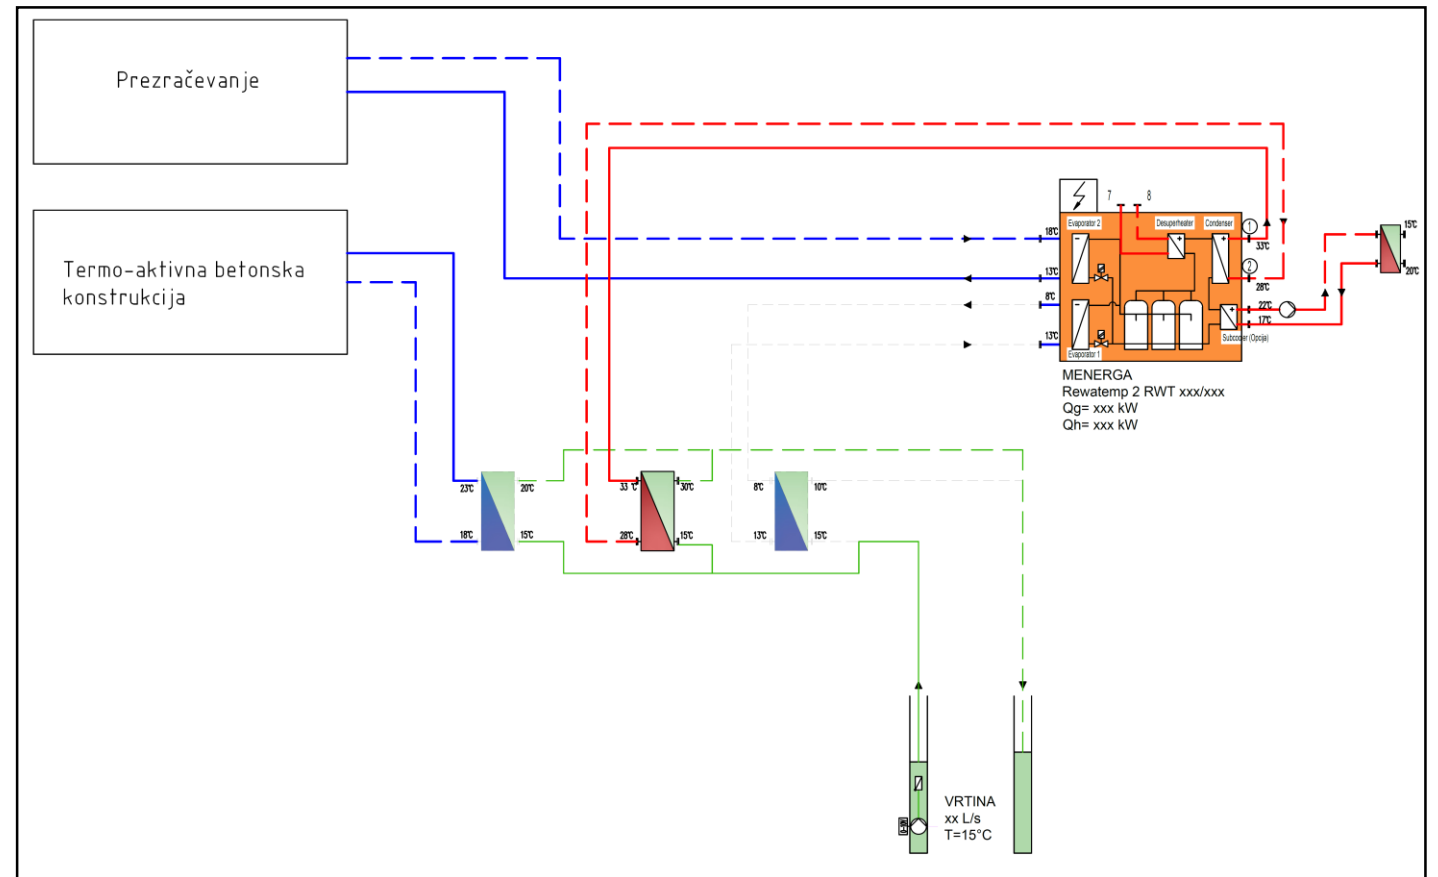 Prezračevanje
Termo-aktivna betonska
konstrukcija
7
8
Evaporator 2
Desuperheater
Condenser
1
18°C
33°C
2
13°C
28°C
8°C
22°C
17°C
13°C
Subcooler (Opcija)
Evaporator 1
15°C
20°C
MENERGA
Rewatemp 2 RWT xxx/xxx
Qg= xxx kW
Qh= xxx kW
23°C
20°C
33 °C
30°C
8°C
10°C
18°C
15°C
28°C
15°C
13°C
15°C
VRTINA
xx L/s
T=15°C